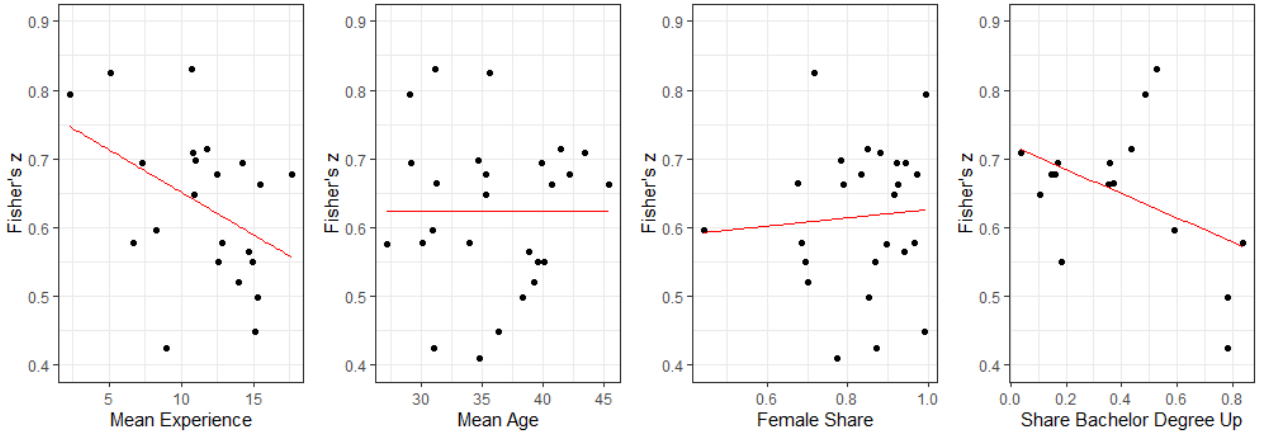 Fisher's z
0.9
0.8
0.7
0.6
0.5
0.4
5 10 15
Mean Experience
Fisher's z
0.9
0.8
0.7
0.6
0.5
0.4
30 35 40 45
Mean Age
Fisher's z
0.9
0.8
0.7
0.6
0.5
0.4
0.6 0.8 1.0
Female Share
Fisher's z
0.9
0.8
0.7
0.6
0.5
0.4
0.0 0.2 0.4 0.6 0.8
Share Bachelor Degree Up